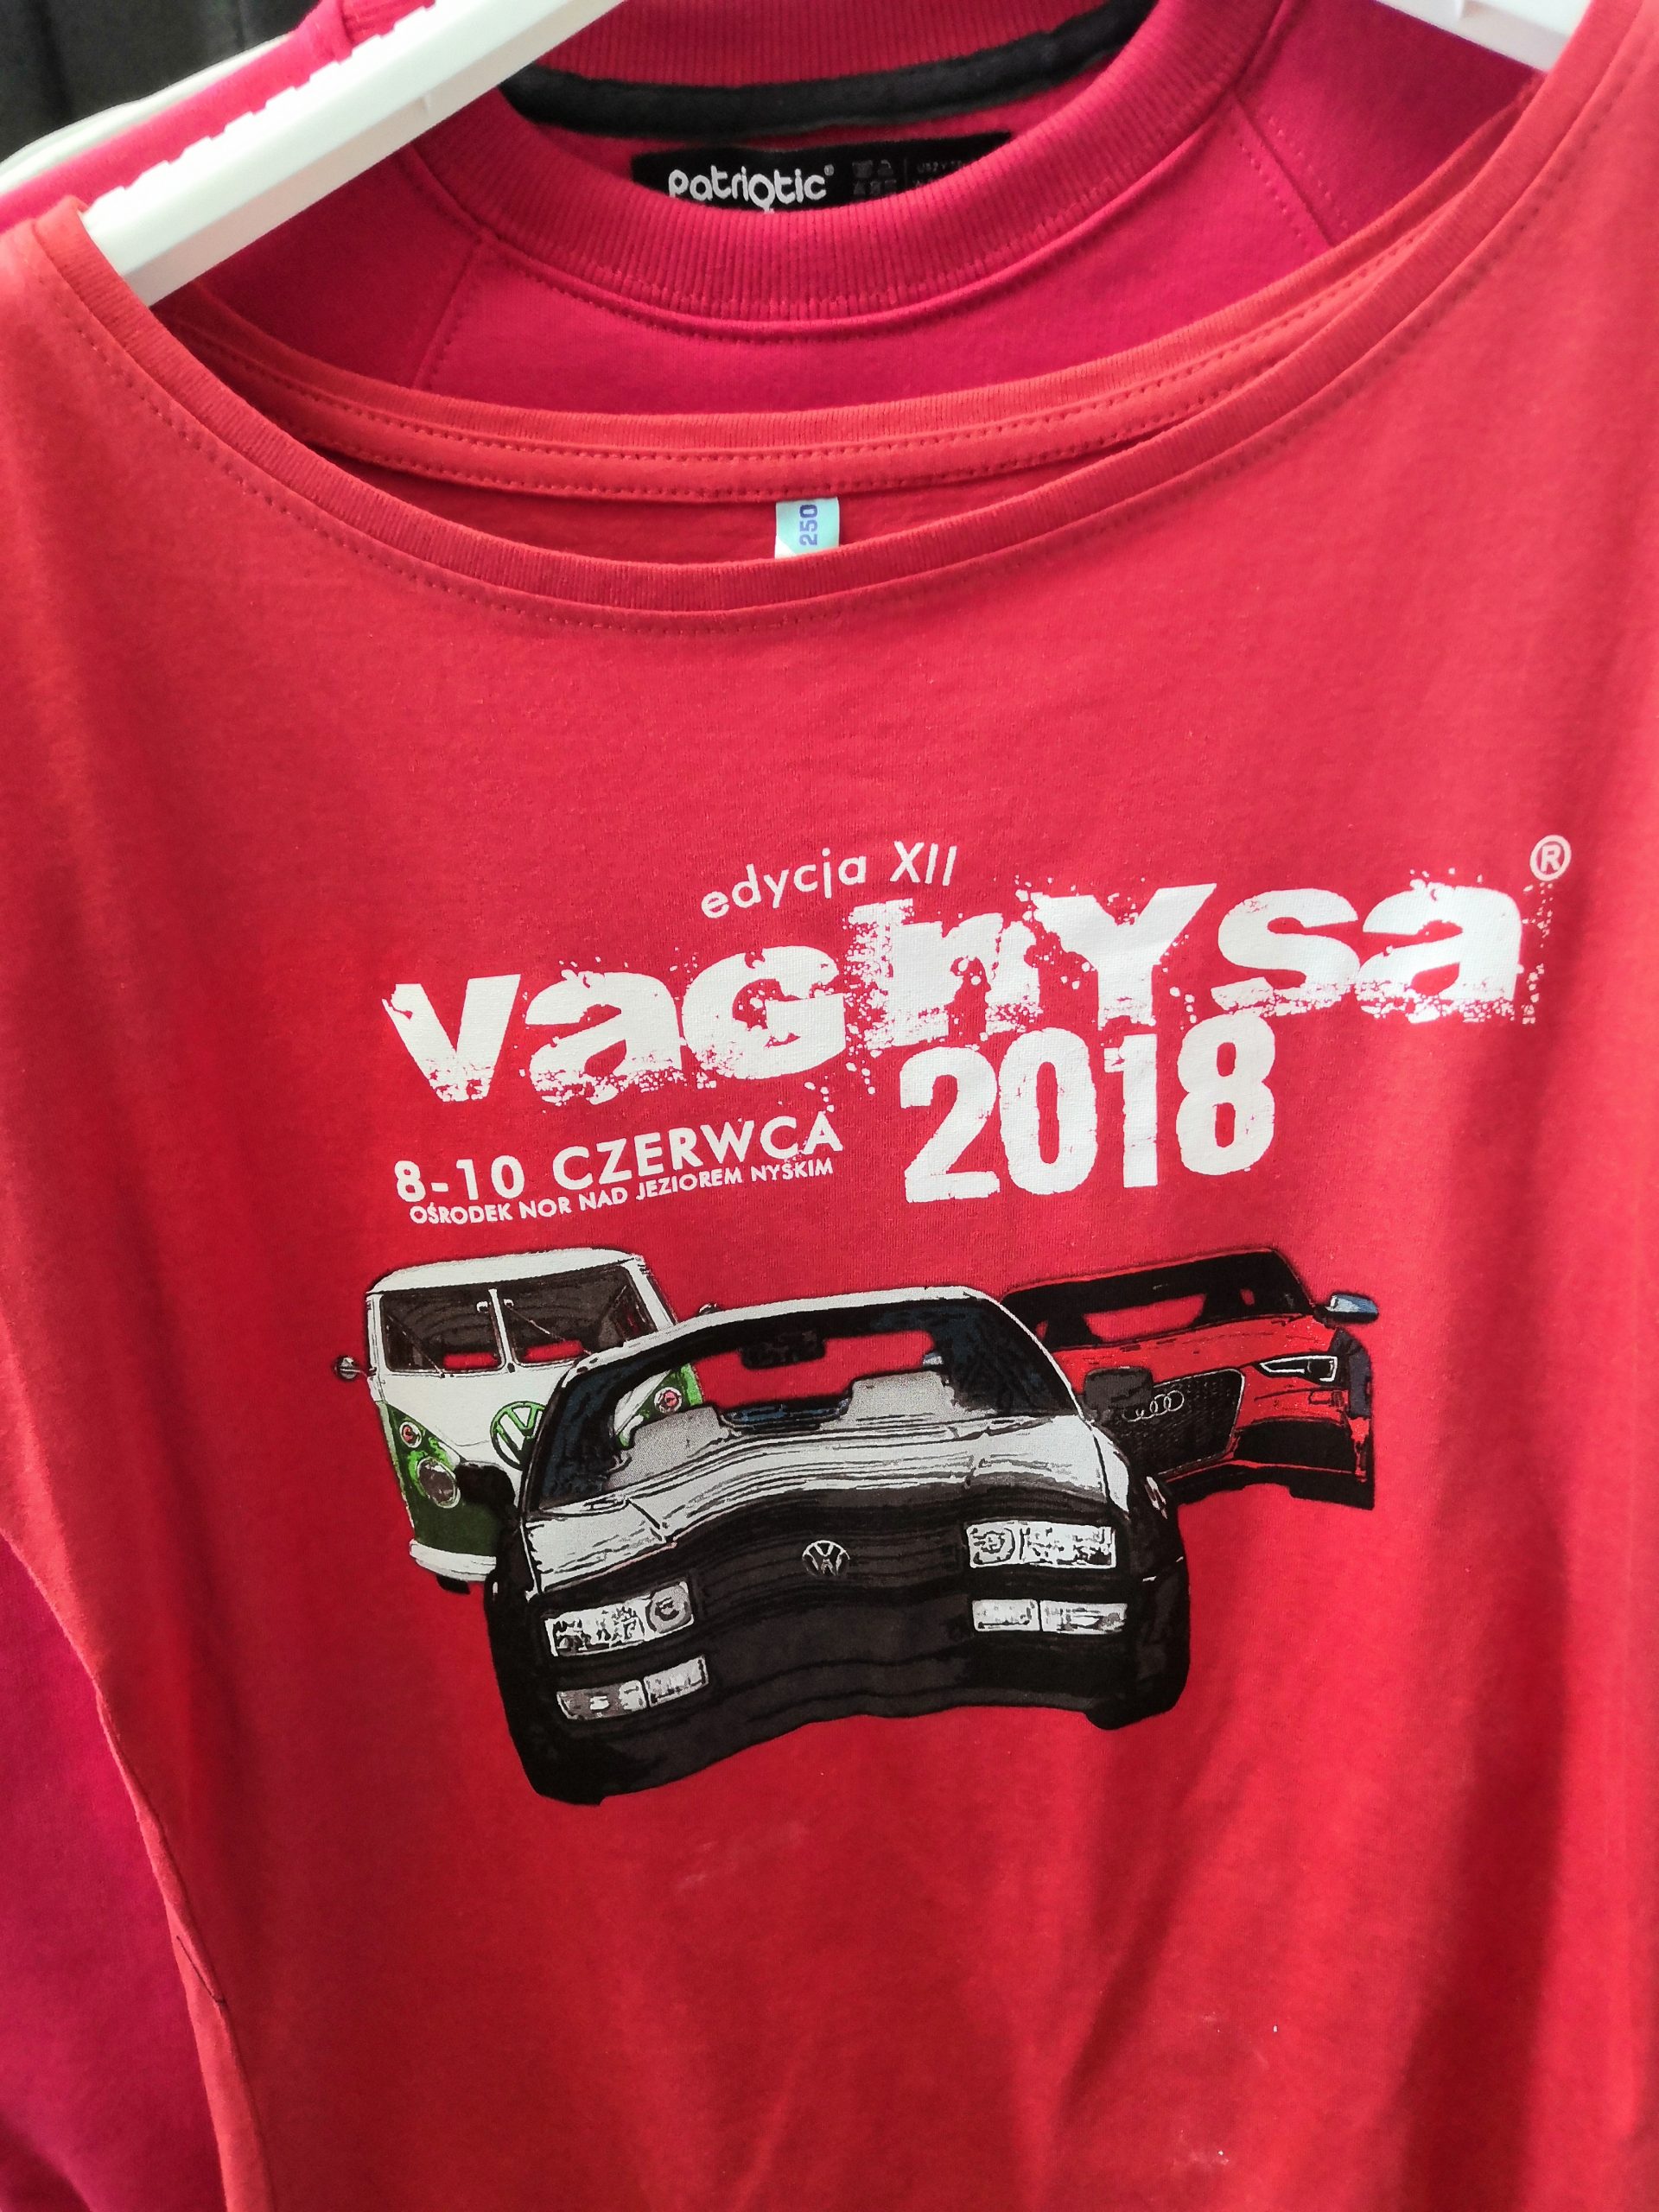 Patriotic®
250
edycja XII
vagnYsa®
2018
8-10 CZERWCA
OŚRODEK NOR NAD JEZIOREM NYSKIM